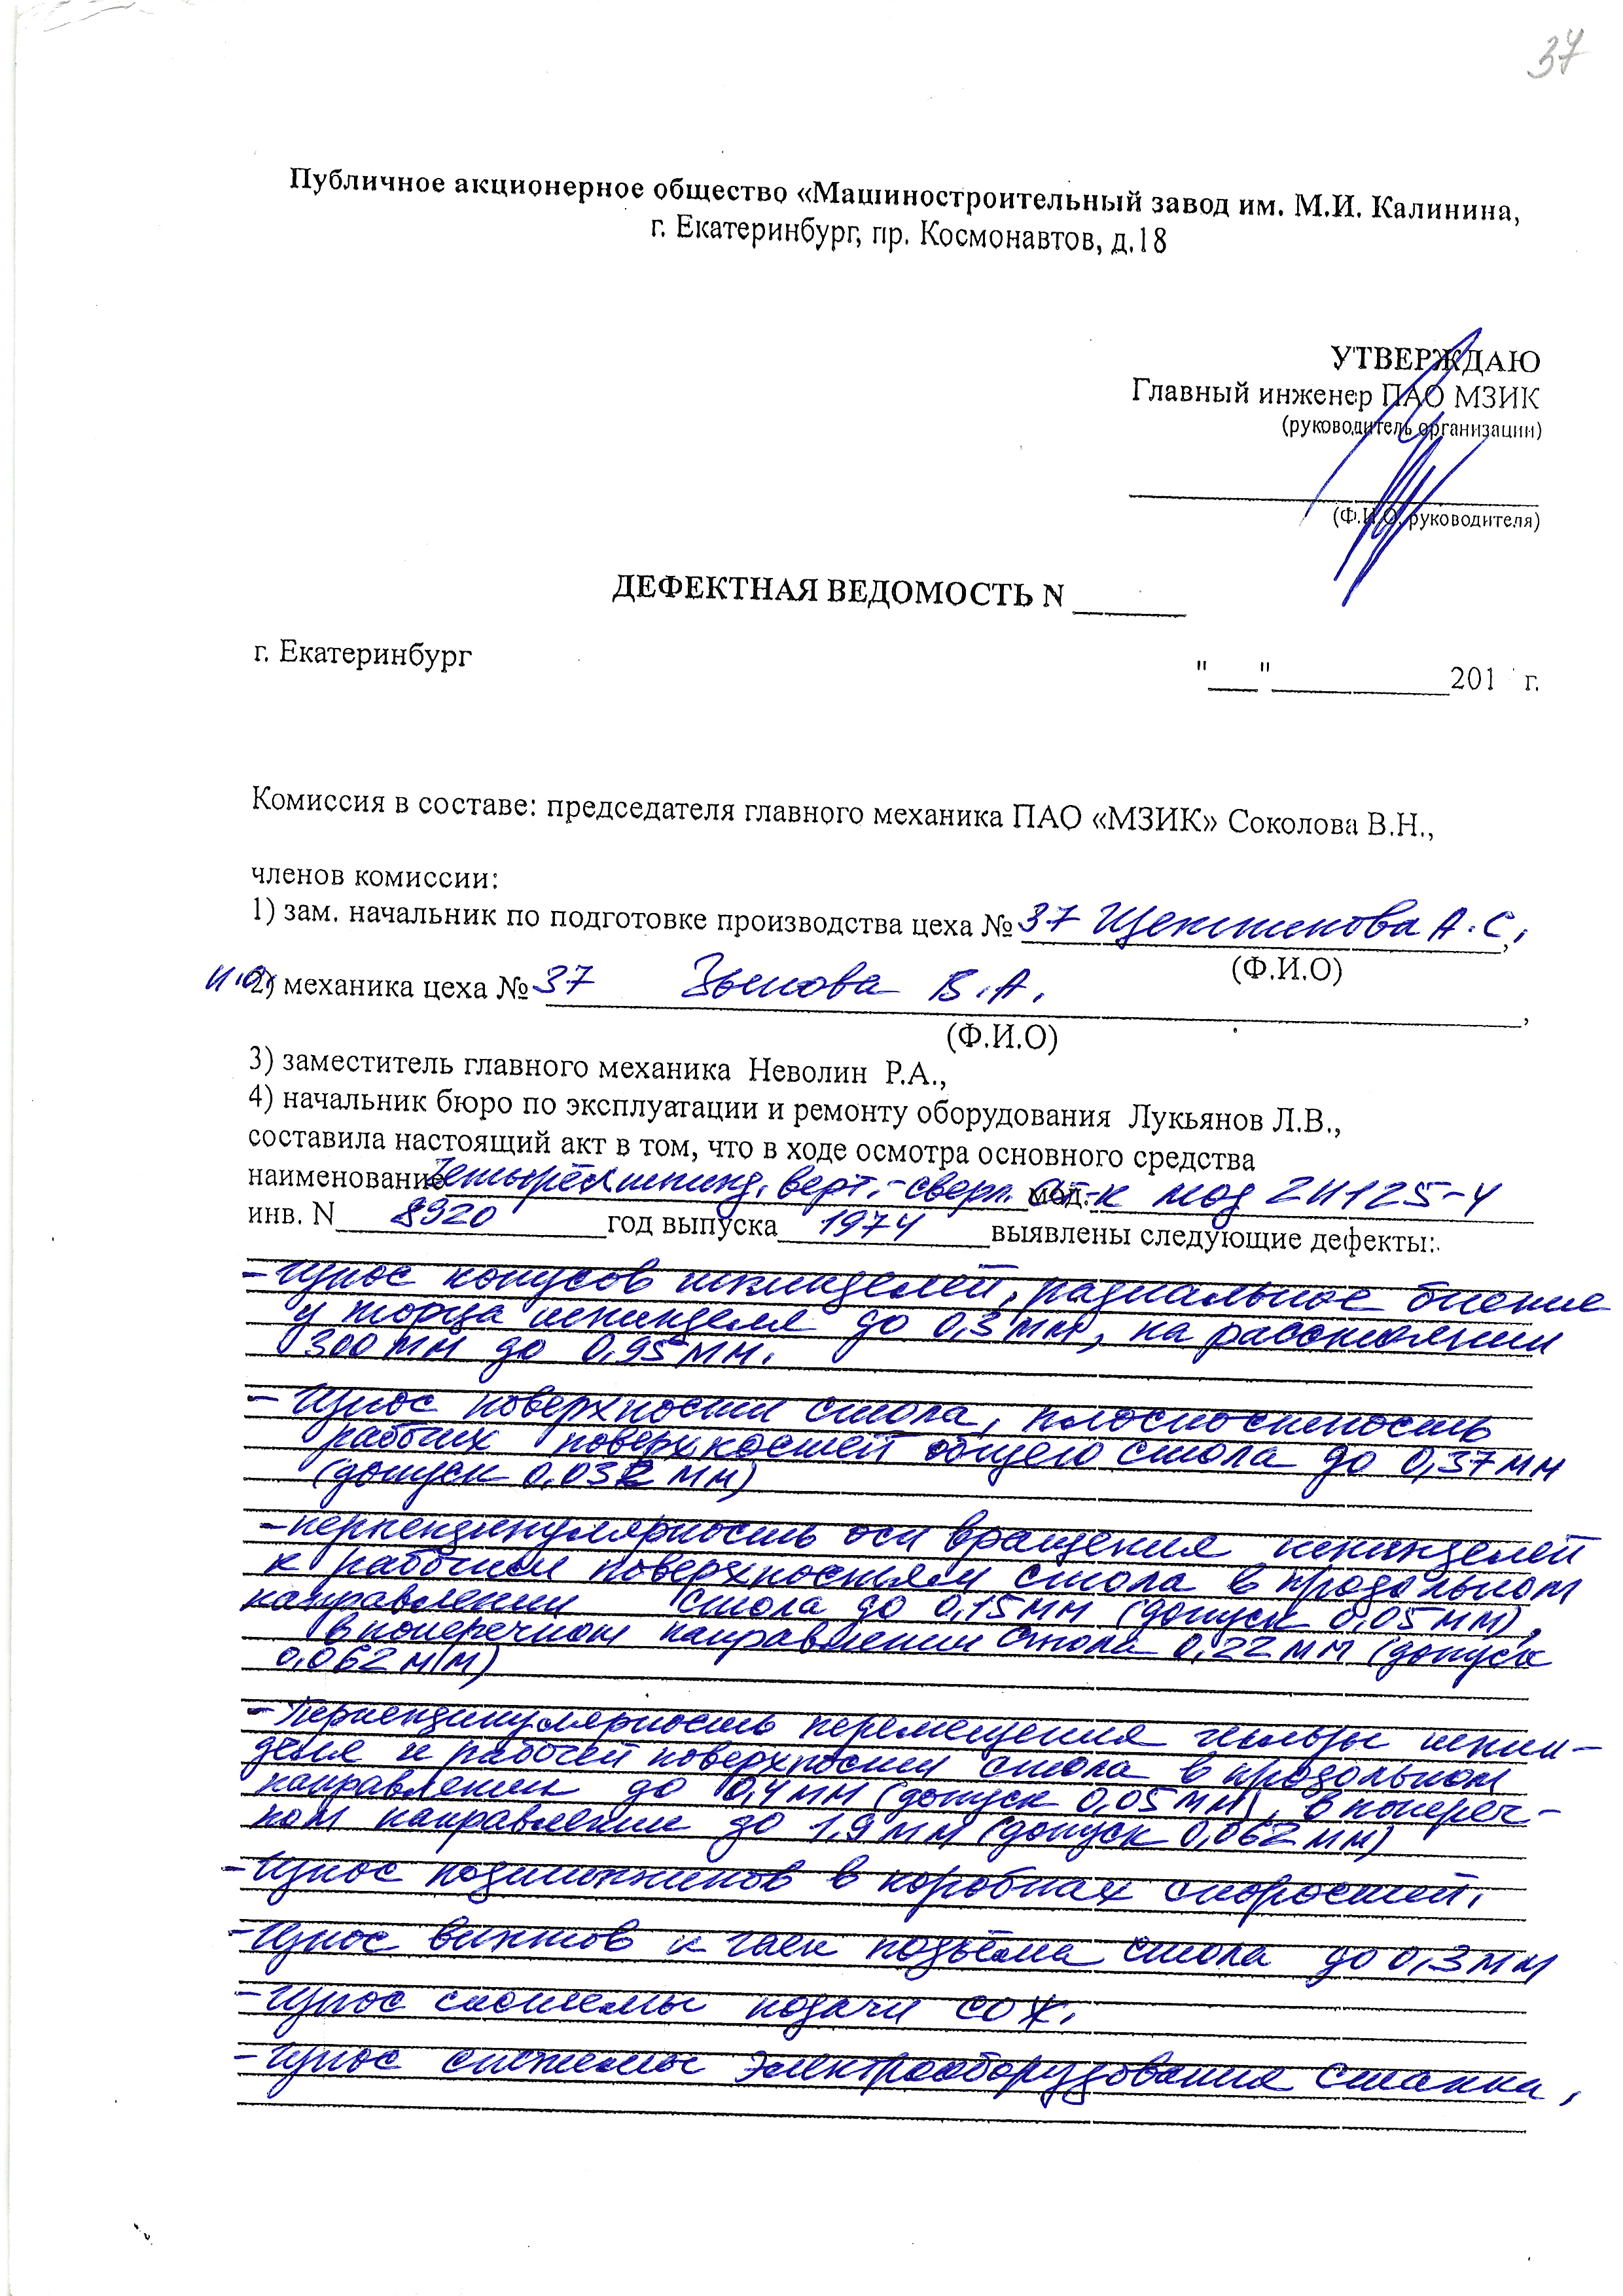 37
Публичное акционерное общество «Машиностроительный завод им. М.И. Калинина,
г. Екатеринбург, пр. Космонавтов, д.18
УТВЕРЖДАЮ
Главный инженер ПАО МЗИК
(руководитель организации)
(Ф.И.О. руководителя)
ДЕФЕКТНАЯ ВЕДОМОСТЬ N ______
г. Екатеринбург "___"___________201 г.
Комиссия в составе: председателя главного механика ПАО «МЗИК» Соколова В.Н.,
членов комиссии:
1) зам. начальник по подготовке производства цеха № 37 А.С.,
(Ф.И.О)
и.о. 2) механика цеха № 37 Зыкова В.А.,
(Ф.И.О)
3) заместитель главного механика Неволин Р.А.,
4) начальник бюро по эксплуатации и ремонту оборудования Лукьянов Л.В.,
составила настоящий акт в том, что в ходе осмотра основного средства
наименование Четырёхшпинд. верт.-сверл. ст-к мод. мод 2Н125-4
инв. N 8920 год выпуска 1974 выявлены следующие дефекты:
- Износ конусов шпинделей, радиальное биение
у торца шпинделя до 0,3 мм, на расстоянии
300 мм до 0,95 мм.
- Износ поверхности стола, плоскостность
рабочих поверхностей общего стола до 0,37 мм
(допуск 0,032 мм)
- перпендикулярность оси вращения шпинделей
к рабочим поверхностям стола в продольном
направлении стола до 0,15 мм (допуск 0,05 мм),
в поперечном направлении стола 0,22 мм (допуск
0,062 мм)
- Перпендикулярность перемещения гильзы шпин-
деля к рабочей поверхности стола в продольном
направлении до 0,4 мм (допуск 0,05 мм), в попереч-
ном направлении до 1,9 мм (допуск 0,062 мм)
- Износ подшипников в коробках скоростей.
- Износ винтов и гаек подъёма стола до 0,3 мм
- Износ системы подачи СОЖ.
- Износ системы электрооборудования станка,